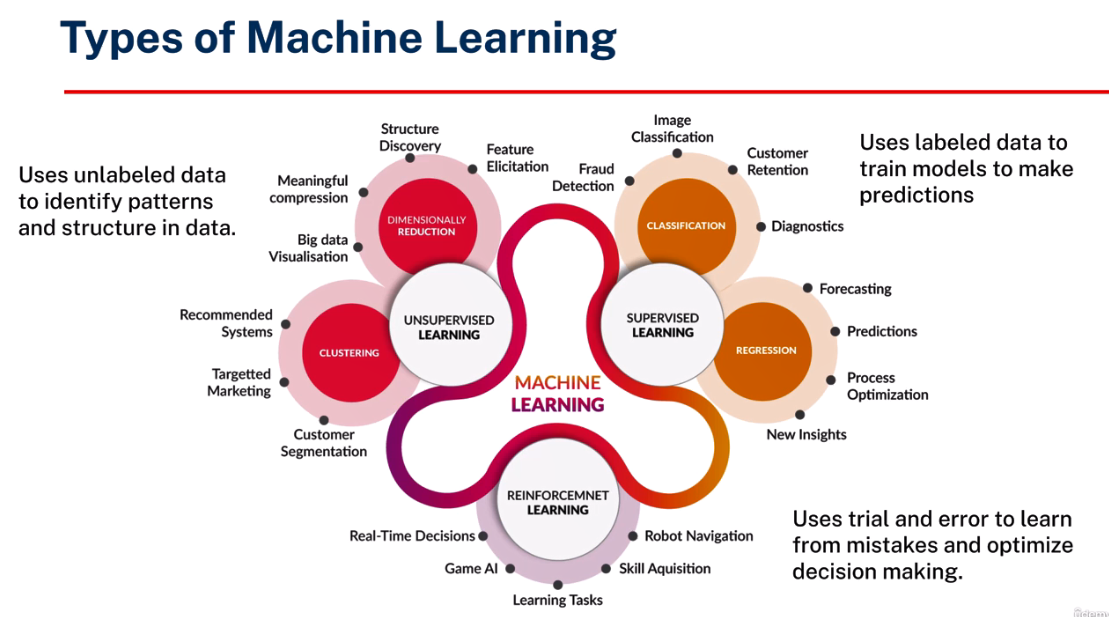 Types of Machine Learning
Uses unlabeled data
to identify patterns
and structure in data.
Structure
Discovery
Feature
Elicitation
Meaningful
compression
Big data
Visualisation
DIMENSIONALLY
REDUCTION
UNSUPERVISED
LEARNING
Recommended
Systems
Targetted
Marketing
Customer
Segmentation
CLUSTERING
Image
Classification
Fraud
Detection
Customer
Retention
Diagnostics
CLASSIFICATION
SUPERVISED
LEARNING
Uses labeled data to
train models to make
predictions
Forecasting
Predictions
Process
Optimization
New Insights
REGRESSION
MACHINE
LEARNING
REINFORCEMNET
LEARNING
Real-Time Decisions
Game AI
Learning Tasks
Skill Aquisition
Robot Navigation
Uses trial and error to learn
from mistakes and optimize
decision making.